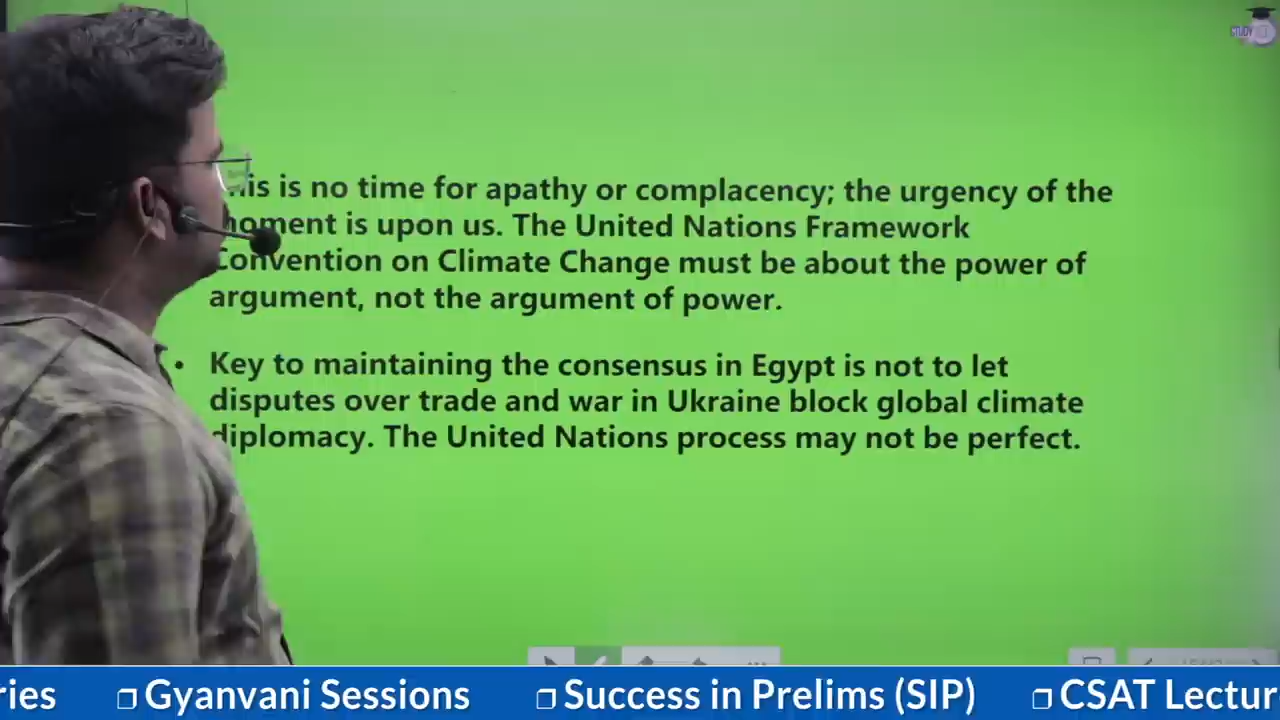 is is no time for apathy or complacency; the urgency of the
moment is upon us. The United Nations Framework
Convention on Climate Change must be about the power of
argument, not the argument of power.
• Key to maintaining the consensus in Egypt is not to let
disputes over trade and war in Ukraine block global climate
diplomacy. The United Nations process may not be perfect.
ries ❐ Gyanvani Sessions ❐ Success in Prelims (SIP) ❐ CSAT Lectur